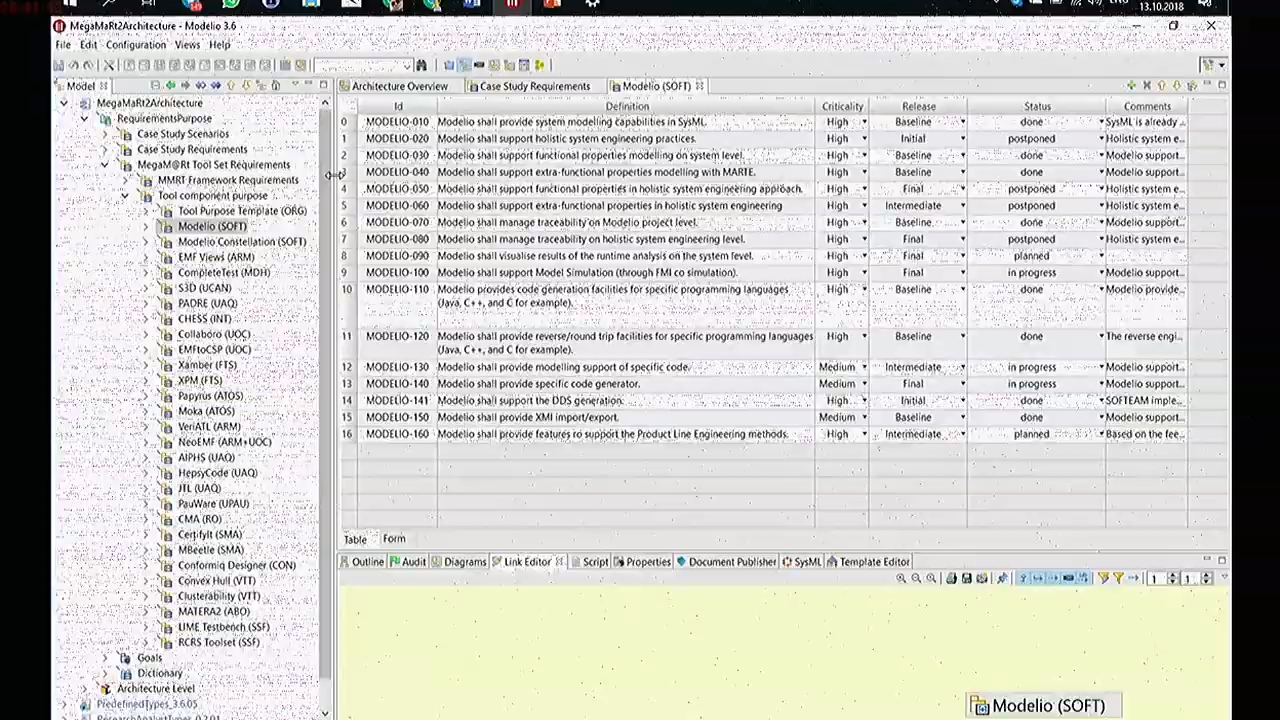 13.10.2018
MegaMaRt2Architecture - Modelio 3.6
File Edit Configuration Views Help
Model
Architecture Overview
Case Study Requirements
Modelio (SOFT)
MegaMaRt2Architecture
RequirementsPurpose
Case Study Scenarios
Case Study Requirements
MegaM@Rt Tool Set Requirements
MMRT Framework Requirements
Tool component purpose
Tool Purpose Template (ORG)
Modelio (SOFT)
Modelio Constellation (SOFT)
EMF Views (ARM)
CompleteTest (MDH)
S3D (UCAN)
PADRE (UAQ)
CHESS (INT)
Collaboro (UOC)
EMFtoCSP (UOC)
Xamber (FTS)
XPM (FTS)
Papyrus (ATOS)
Moka (ATOS)
VeriATL (ARM)
NeoEMF (ARM+UOC)
AIPHS (UAQ)
HepsyCode (UAQ)
JTL (UAQ)
PauWare (UPAU)
CMA (RO)
CertifyIt (SMA)
MBeetle (SMA)
Conformiq Designer (CON)
Convex Hull (VTT)
Clusterability (VTT)
MATERA2 (ABO)
LIME Testbench (SSF)
RCRS Toolset (SSF)
Goals
Dictionary
Architecture Level
PredefinedTypes_3.6.05
Id Definition Criticality Release Status Comments
0 MODELIO-010 Modelio shall provide system modelling capabilities in SysML. High Baseline done SysML is already ...
1 MODELIO-020 Modelio shall support holistic system engineering practices. High Initial postponed Holistic system e...
2 MODELIO-030 Modelio shall support functional properties modelling on system level. High Baseline done Modelio support...
3 MODELIO-040 Modelio shall support extra-functional properties modelling with MARTE. High Baseline done Modelio support...
4 MODELIO-050 Modelio shall support functional properties in holistic system engineering approach. High Final postponed Holistic system e...
5 MODELIO-060 Modelio shall support extra-functional properties in holistic system engineering High Intermediate postponed Holistic system e...
6 MODELIO-070 Modelio shall manage traceability on Modelio project level. High Baseline done Modelio support...
7 MODELIO-080 Modelio shall manage traceability on holistic system engineering level. High Final postponed Holistic system e...
8 MODELIO-090 Modelio shall visualise results of the runtime analysis on the system level. High Final planned
9 MODELIO-100 Modelio shall support Model Simulation (through FMI co simulation). High Final in progress Modelio support...
10 MODELIO-110 Modelio provides code generation facilities for specific programming languages High Baseline done Modelio provide...
(Java, C++, and C for example).
11 MODELIO-120 Modelio shall provide reverse/round trip facilities for specific programming languages High Baseline done The reverse engi...
(Java, C++, and C for example).
12 MODELIO-130 Modelio shall provide modelling support of specific code. Medium Intermediate in progress Modelio support...
13 MODELIO-140 Modelio shall provide specific code generator. Medium Final in progress Modelio support...
14 MODELIO-141 Modelio shall support the DDS generation. High Initial done SOFTEAM imple...
15 MODELIO-150 Modelio shall provide XMI import/export. Medium Baseline done Modelio support...
16 MODELIO-160 Modelio shall provide features ro support the Product Line Engineering methods. High Intermediate planned Based on the fee...
Table Form
Outline Audit Diagrams Link Editor Script Properties Document Publisher SysML Template Editor
1 1
Modelio (SOFT)